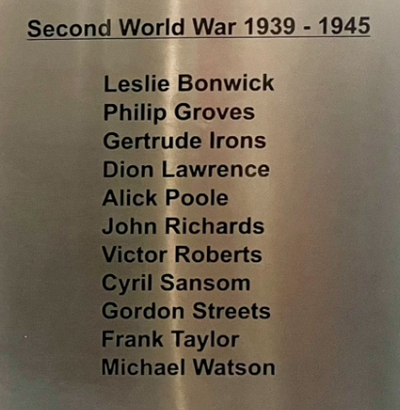 Second World War 1939 - 1945
Leslie Bonwick
Philip Groves
Gertrude Irons
Dion Lawrence
Alick Poole
John Richards
Victor Roberts
Cyril Sansom
Gordon Streets
Frank Taylor
Michael Watson